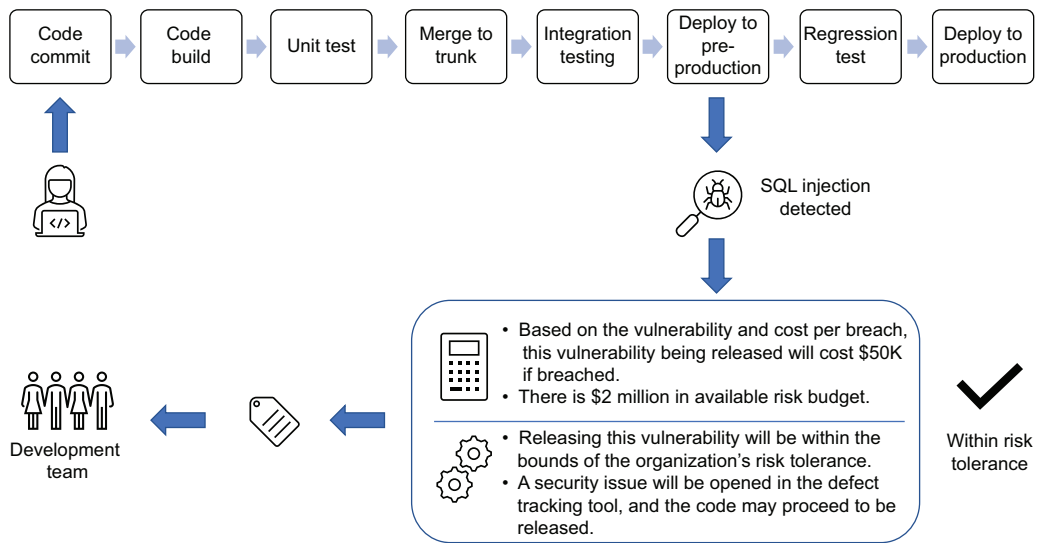 Code
commit
Code
build
Unit test
Merge to
trunk
Integration
testing
Deploy to
pre-
production
Regression
test
Deploy to
production
</>
SQL injection
detected
• Based on the vulnerability and cost per breach,
this vulnerability being released will cost $50K
if breached.
• There is $2 million in available risk budget.
• Releasing this vulnerability will be within the
bounds of the organization’s risk tolerance.
• A security issue will be opened in the defect
tracking tool, and the code may proceed to be
released.
Within risk
tolerance
Development
team